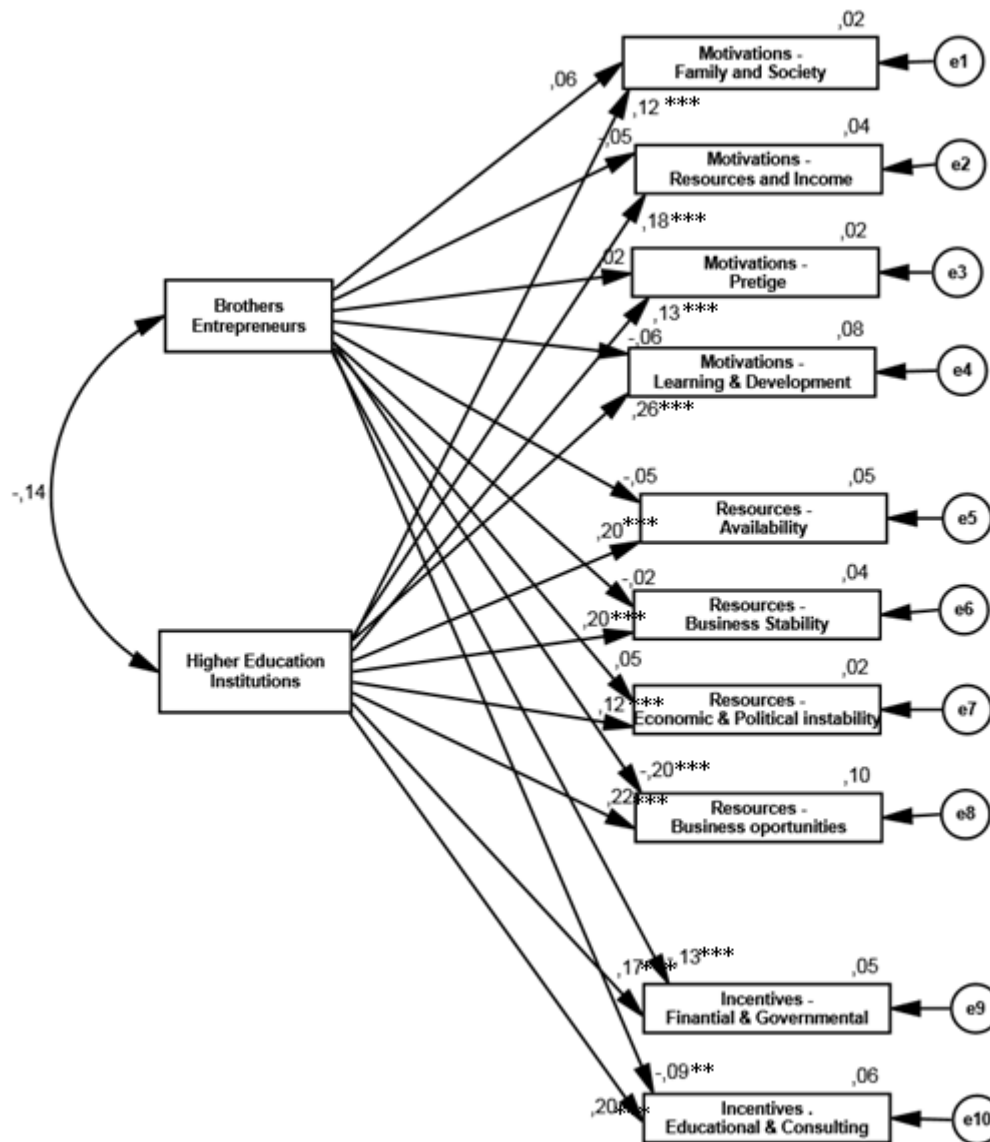 ,02
Motivations -
Family and Society
e1
,06
,12 ***
-,05
,04
Motivations -
Resources and Income
e2
,18***
,02
,02
Motivations -
Pretige
e3
,13***
-,06
,08
Motivations -
Learning & Development
e4
,26***
Brothers
Entrepreneurs
-,14
Higher Education
Institutions
-,05
,05
Resources -
Availability
e5
,20***
-,02
,04
Resources -
Business Stability
e6
,20***
,05
,02
Resources -
Economic & Political instability
e7
,12***
-,20***
,10
Resources -
Business oportunities
e8
,22***
-,13***
,05
Incentives -
Finantial & Governmental
e9
,17***
-,09**
,06
Incentives .
Educational & Consulting
e10
,20***